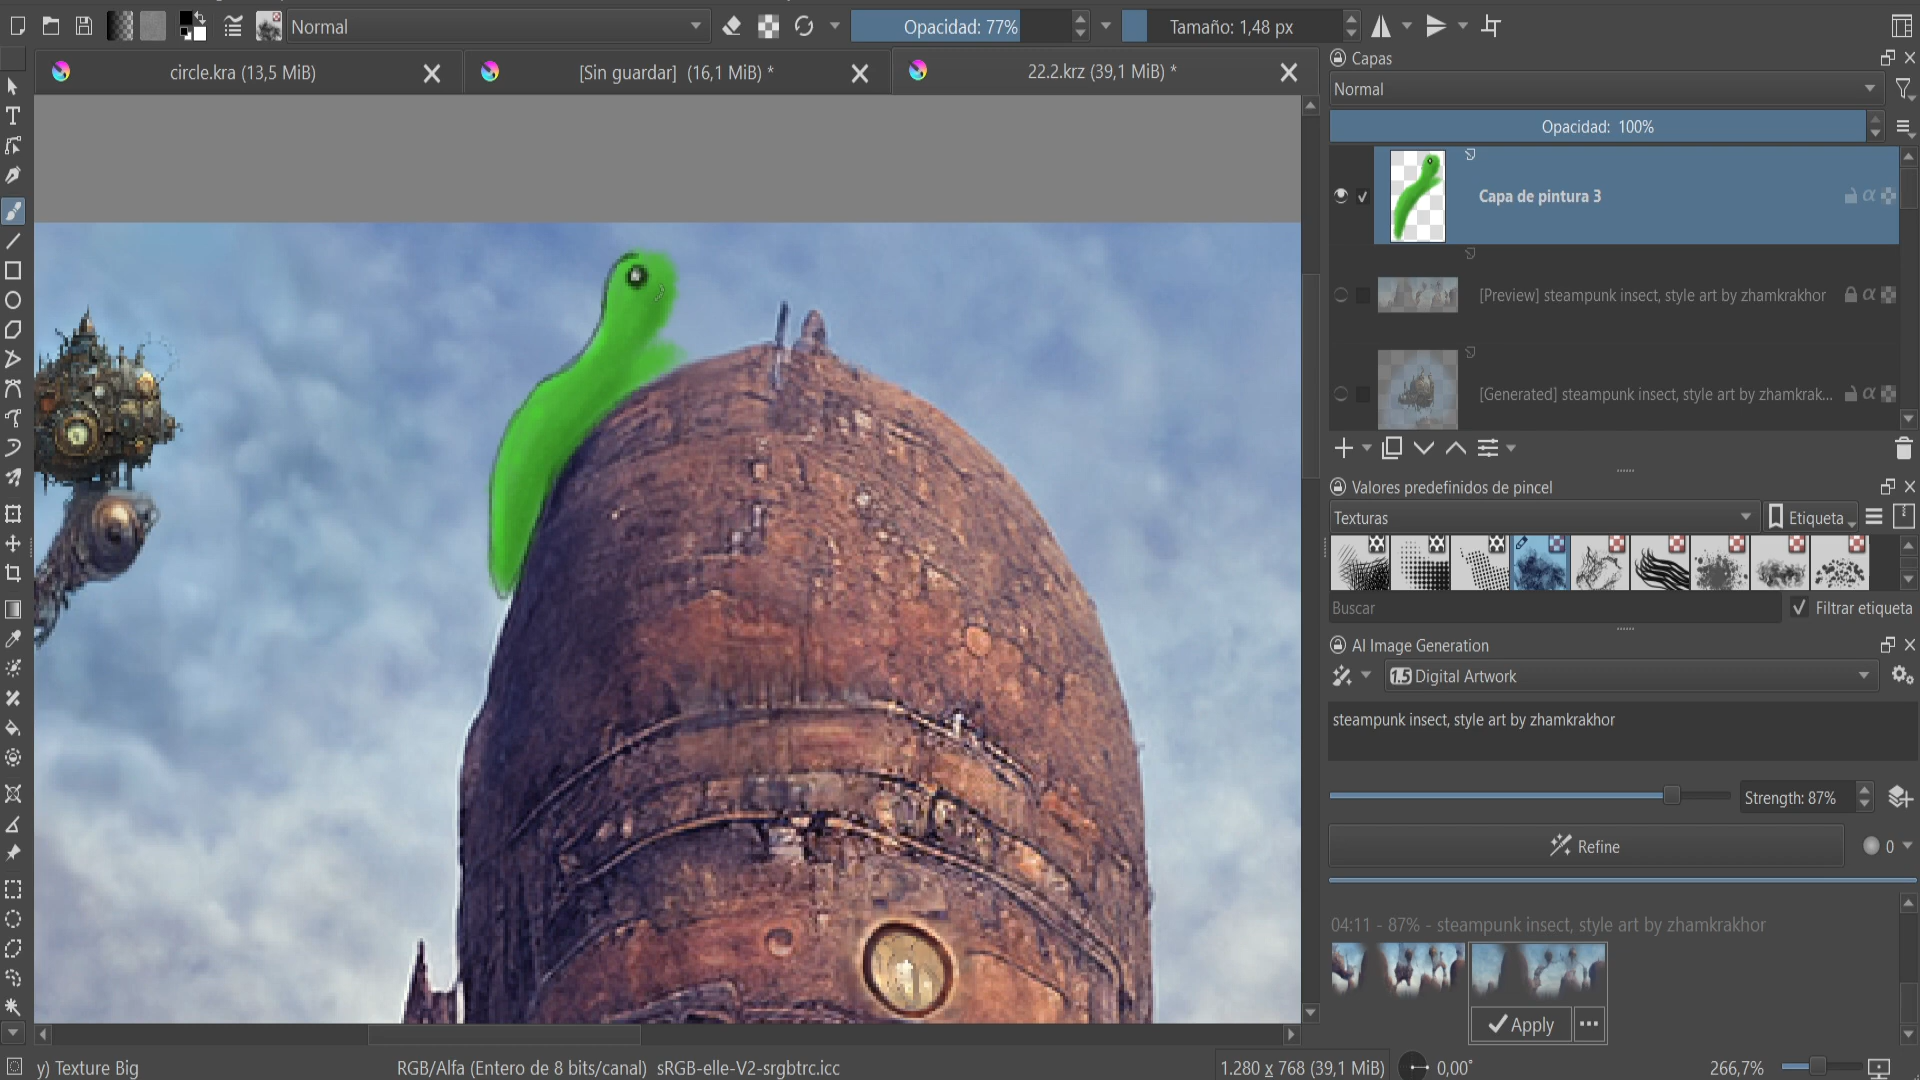 Normal
Opacidad: 77%
Tamaño: 1,48 px
circle.kra (13,5 MiB)
[Sin guardar] (16,1 MiB) *
22.2.krz (39,1 MiB) *
Capas
Normal
Opacidad: 100%
Capa de pintura 3
[Preview] steampunk insect, style art by zhamkrakhor
[Generated] steampunk insect, style art by zhamkrak...
Valores predefinidos de pincel
Texturas
Etiqueta
Buscar
Filtrar etiqueta
AI Image Generation
1.5 Digital Artwork
steampunk insect, style art by zhamkrakhor
Strength: 87%
Refine
0
04:11 - 87% - steampunk insect, style art by zhamkrakhor
Apply
y) Texture Big
RGB/Alfa (Entero de 8 bits/canal) sRGB-elle-V2-srgbtrc.icc
1.280 x 768 (39,1 MiB)
0,00°
266,7%